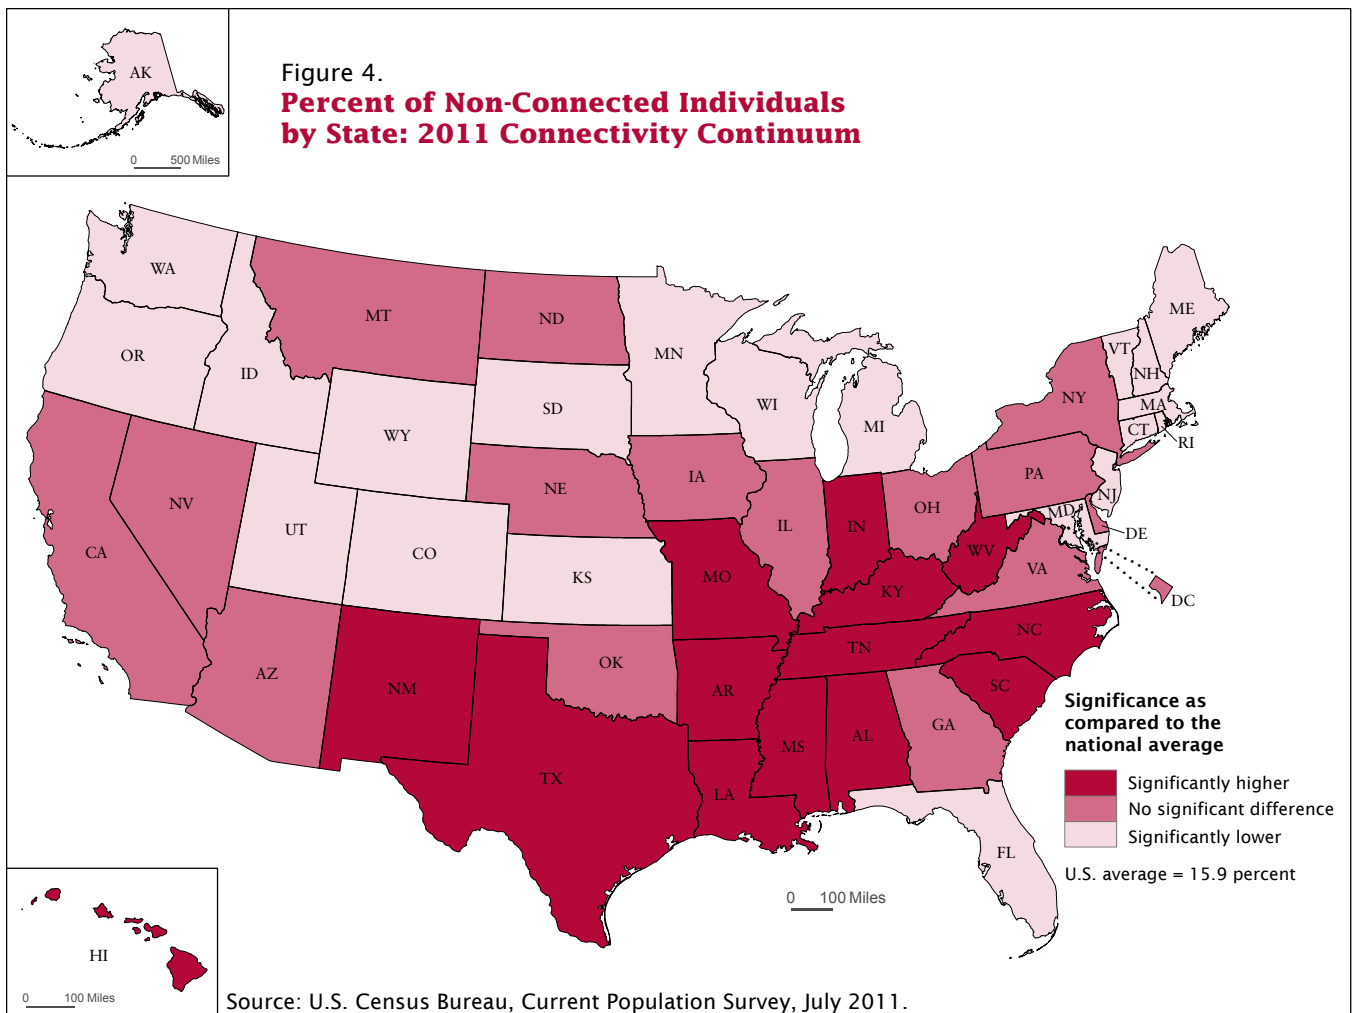 AK
0 500 Miles
Figure 4.
Percent of Non-Connected Individuals
by State: 2011 Connectivity Continuum
WA
MT
ND
MN
ME
VT
NH
OR
ID
SD
WI
MI
NY
MA
CT
RI
WY
IA
PA
NE
NJ
NV
UT
CO
IL
IN
OH
MD
DE
CA
KS
MO
WV
VA
KY
DC
AZ
NM
OK
AR
TN
NC
SC
MS
AL
GA
TX
LA
FL
Significance as
compared to the
national average
Significantly higher
No significant difference
Significantly lower
U.S. average = 15.9 percent
0 100 Miles
HI
0 100 Miles
Source: U.S. Census Bureau, Current Population Survey, July 2011.